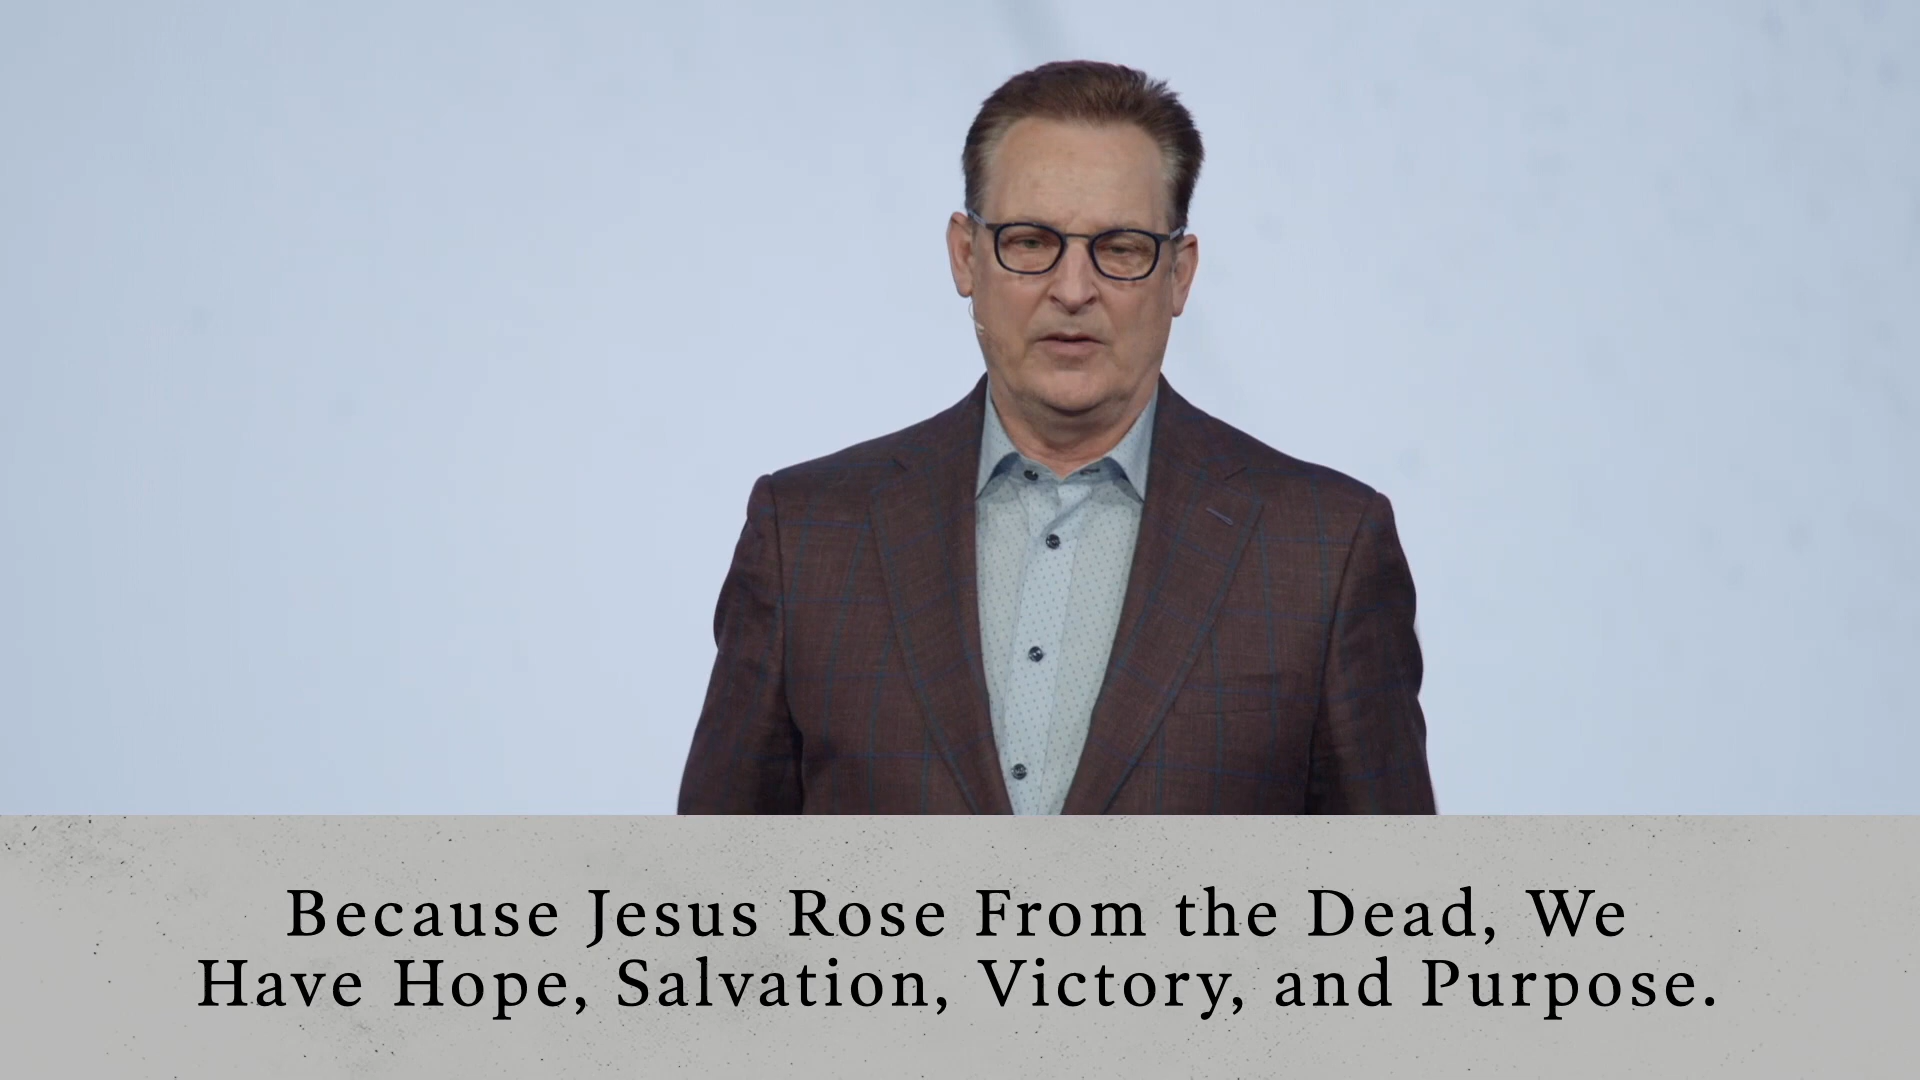 Because Jesus Rose From the Dead, We
Have Hope, Salvation, Victory, and Purpose.